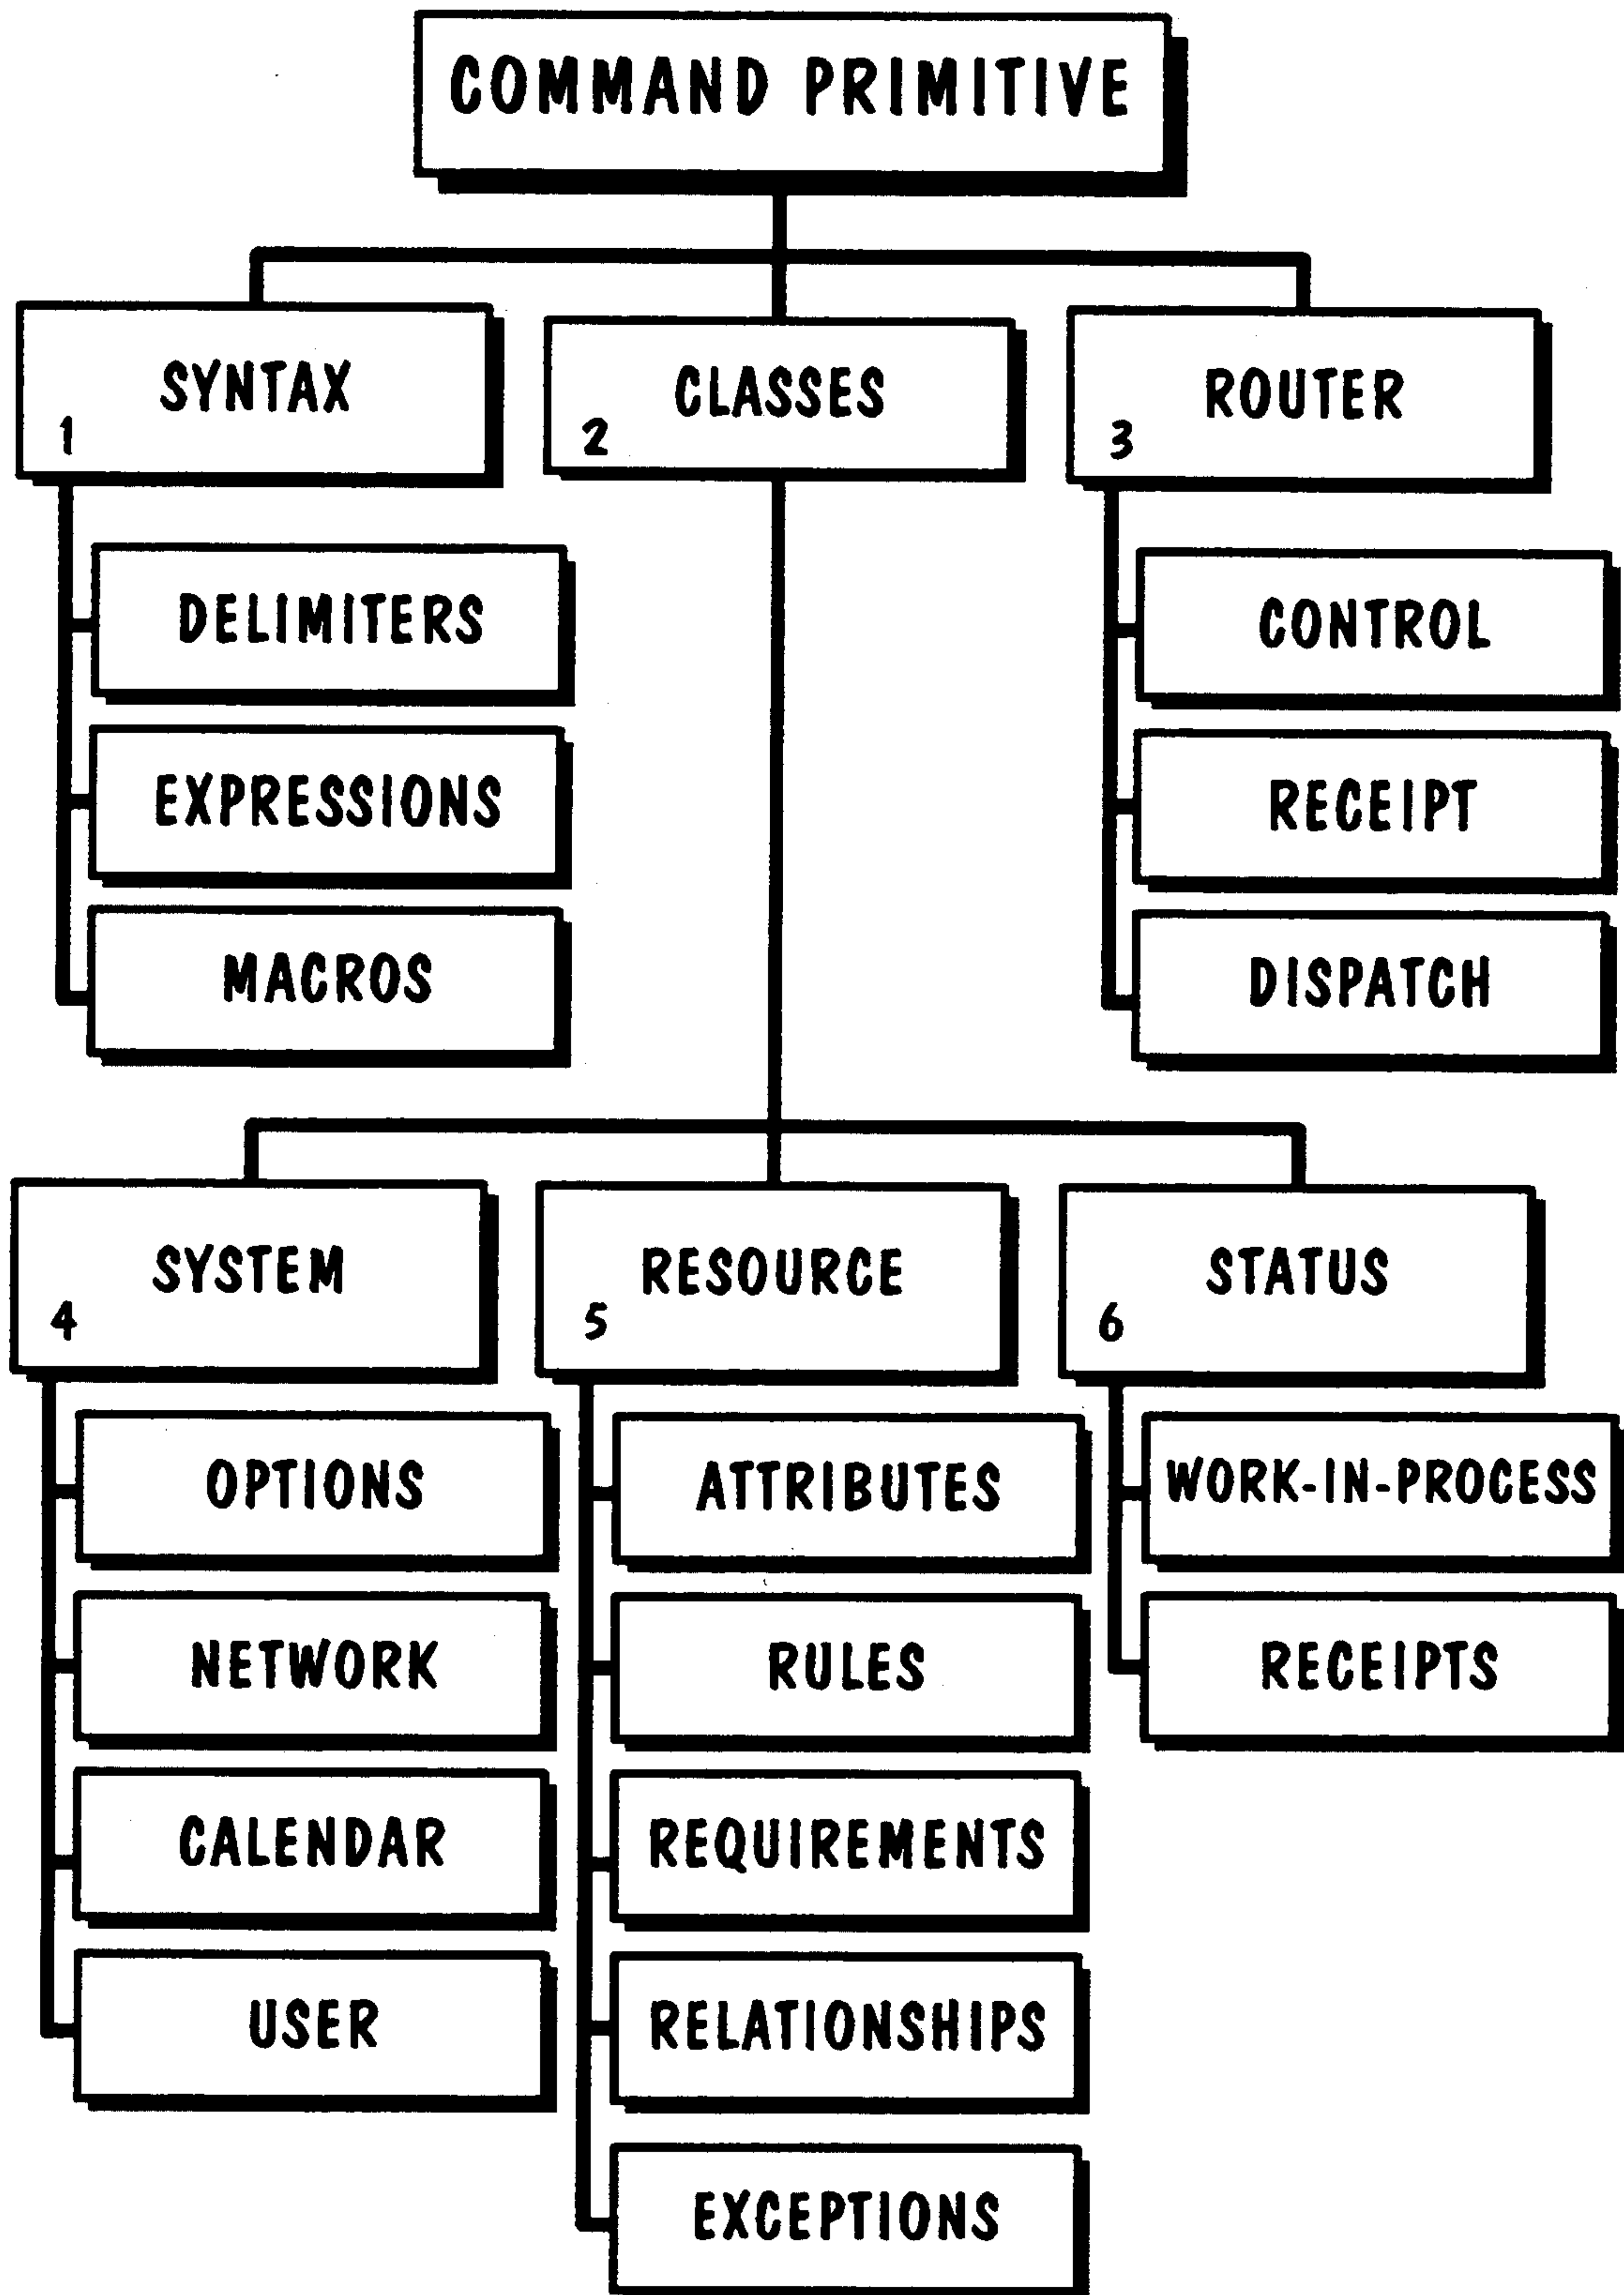 COMMAND PRIMITIVE
SYNTAX
1
CLASSES
2
ROUTER
3
DELIMITERS
EXPRESSIONS
MACROS
CONTROL
RECEIPT
DISPATCH
SYSTEM
4
RESOURCE
5
STATUS
6
OPTIONS
NETWORK
CALENDAR
USER
ATTRIBUTES
RULES
REQUIREMENTS
RELATIONSHIPS
EXCEPTIONS
WORK-IN-PROCESS
RECEIPTS